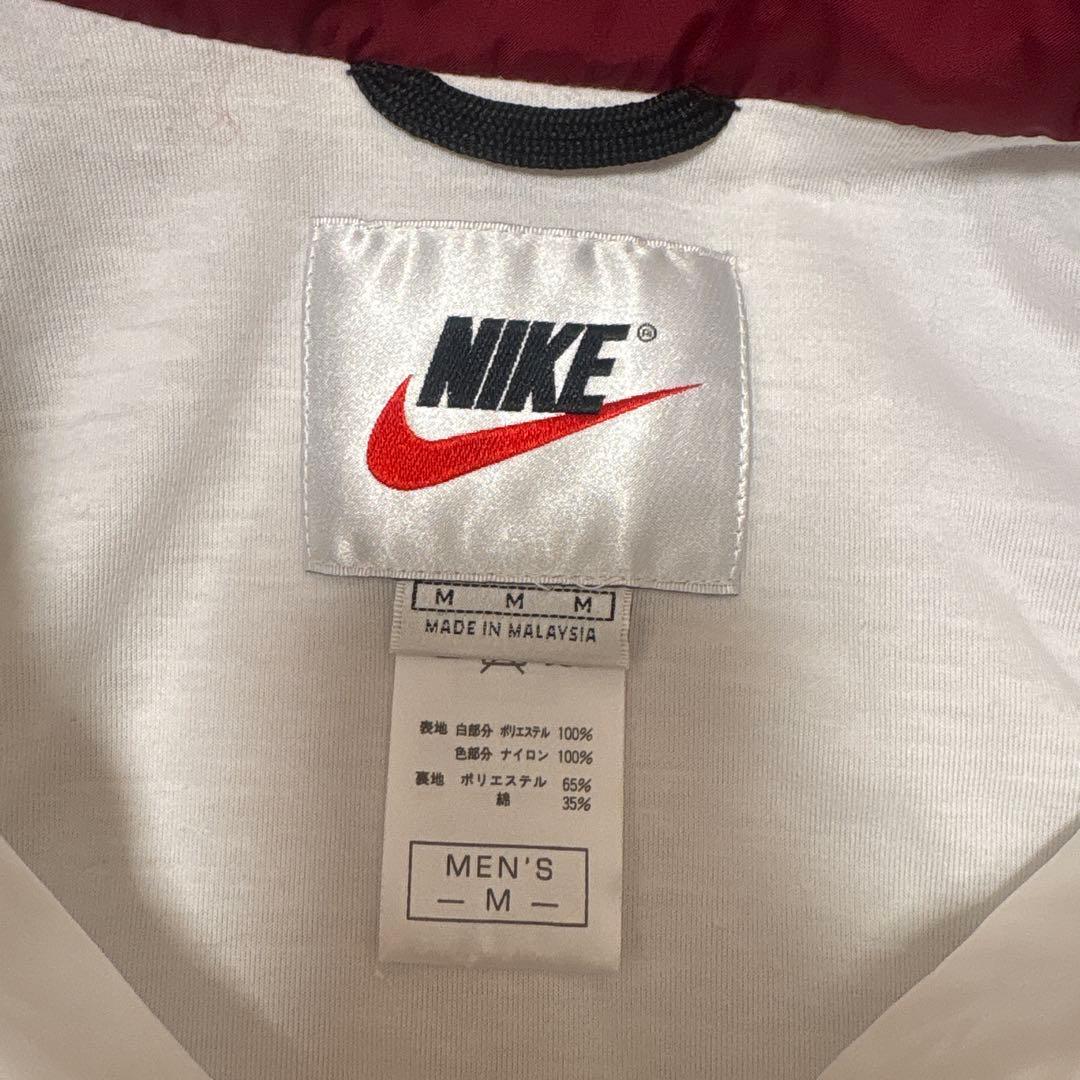 NIKE®
M M M
MADE IN MALAYSIA
表地 白部分 ポリエステル 100%
色部分 ナイロン 100%
裏地 ポリエステル 65%
綿 35%
MEN'S
— M —